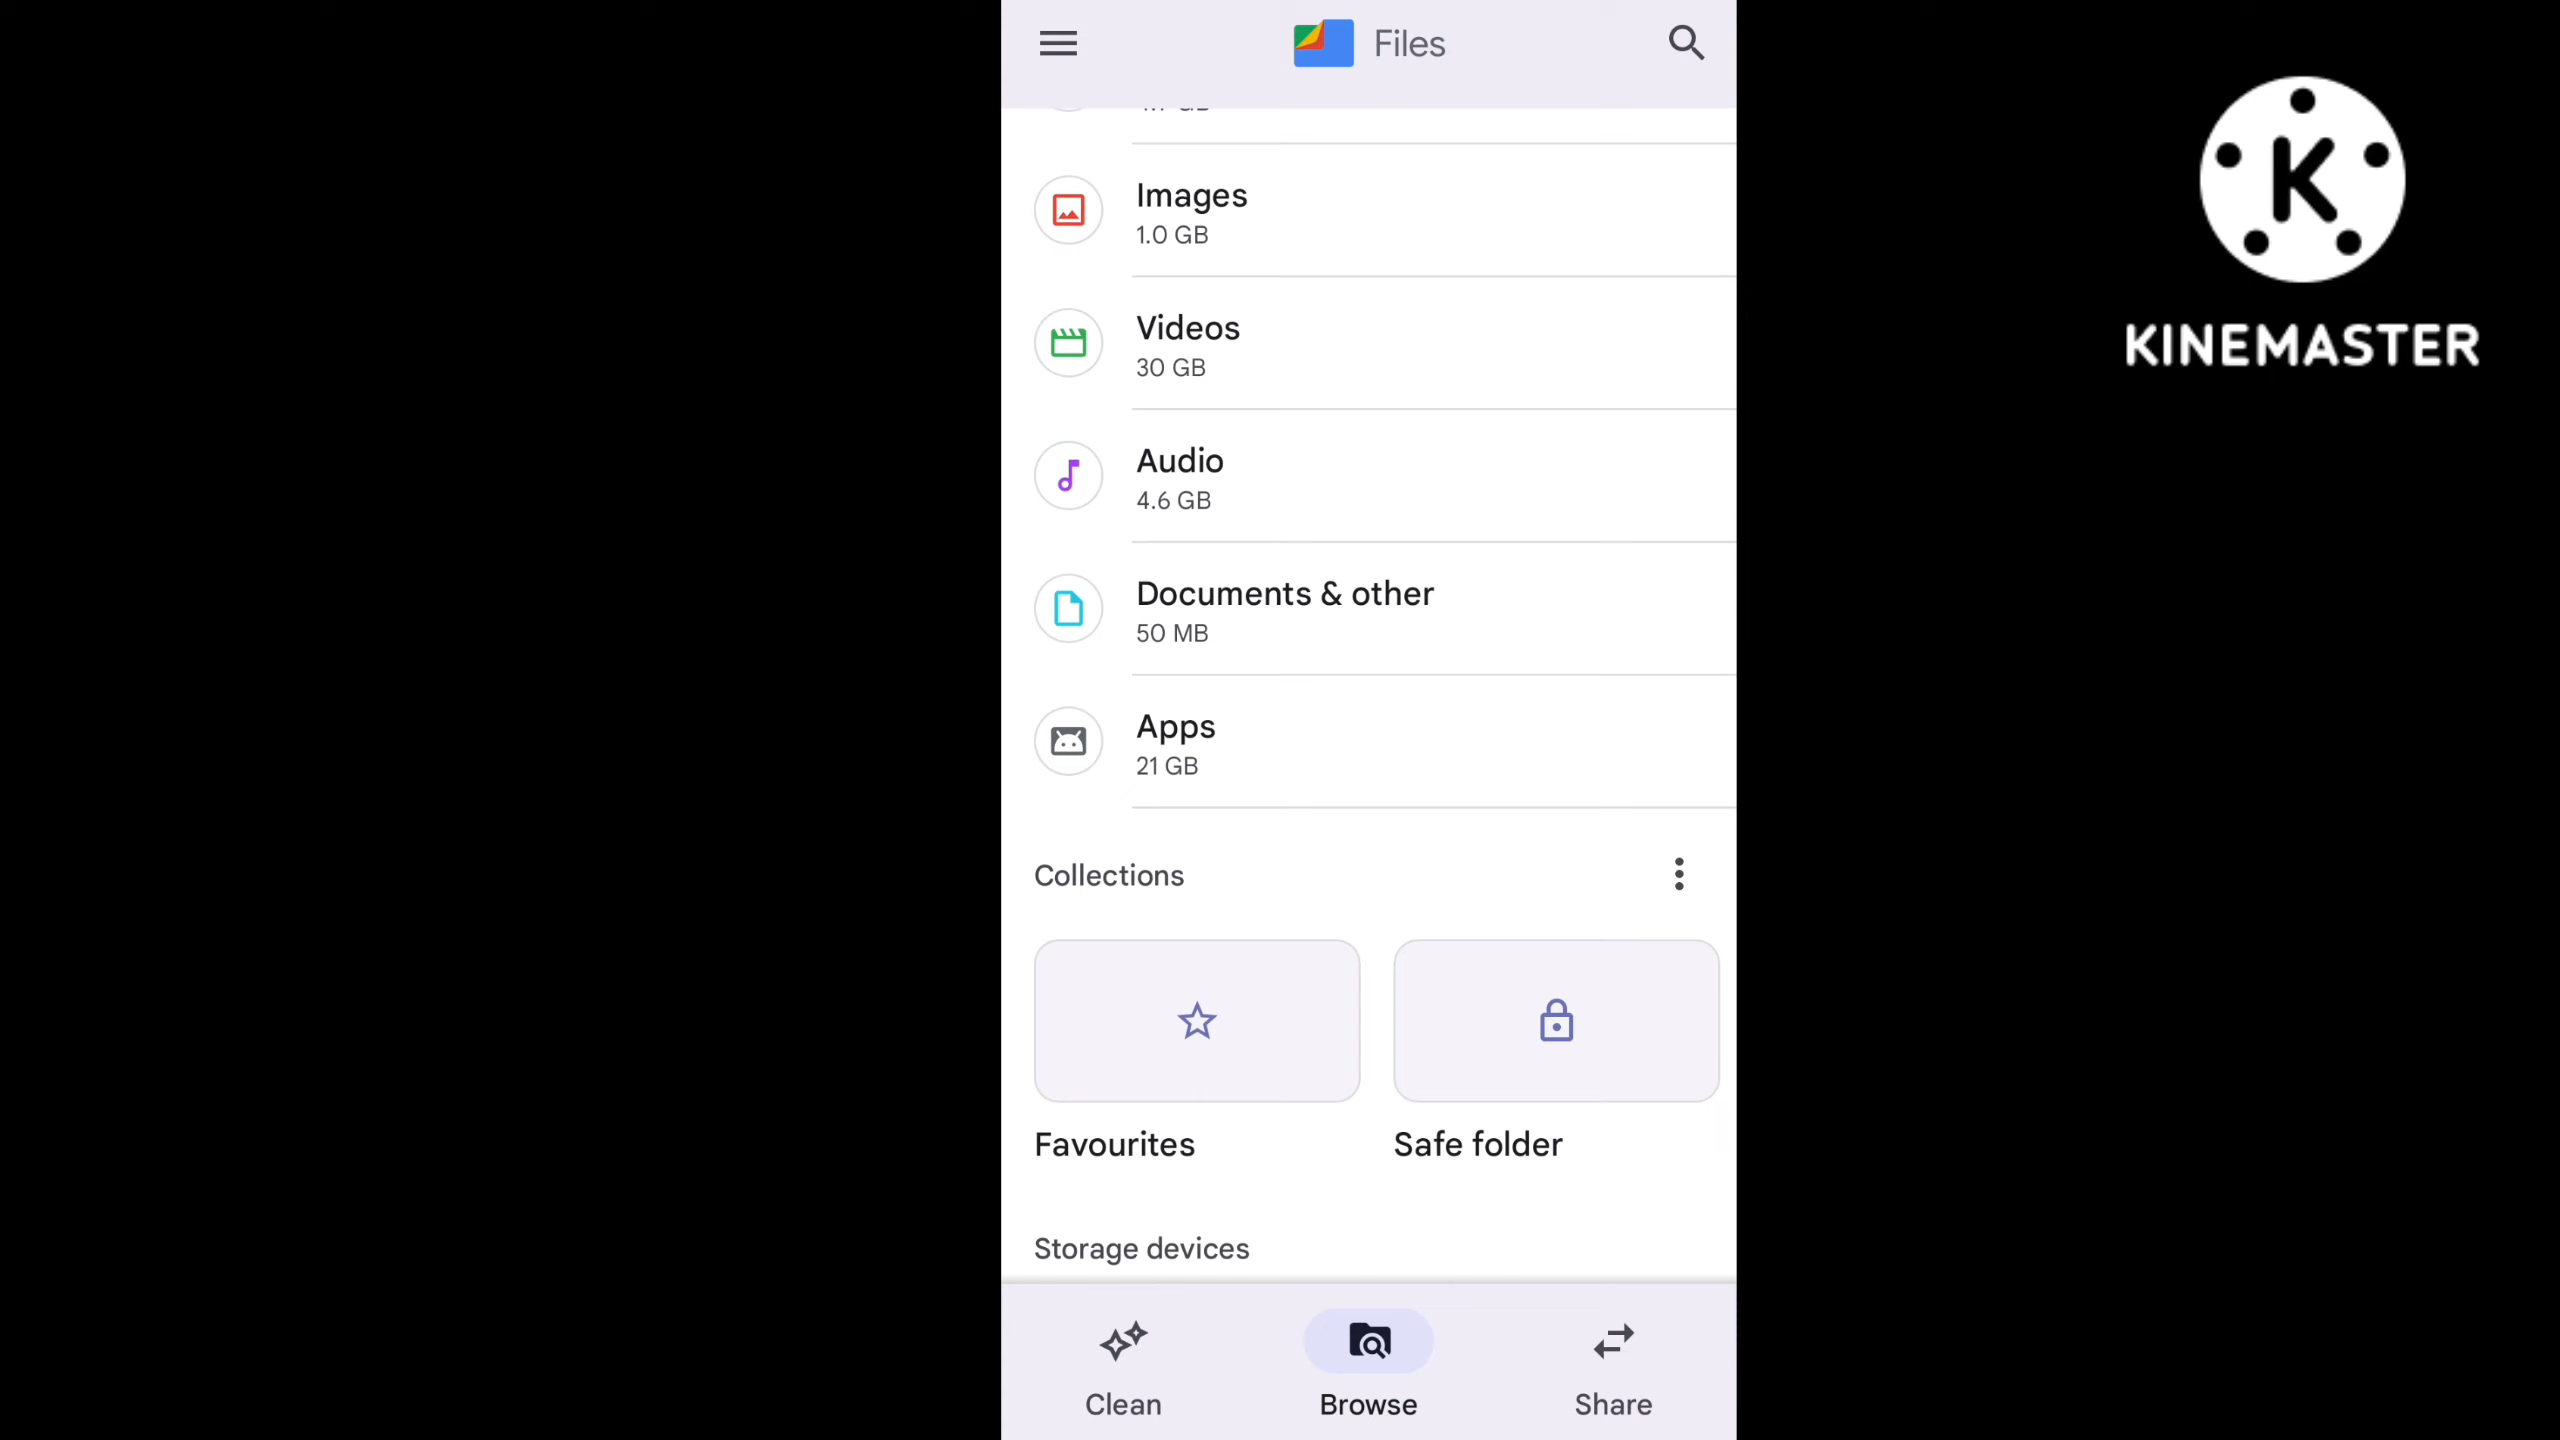 Files
Images
1.0 GB
Videos
30 GB
Audio
4.6 GB
Documents & other
50 MB
Apps
21 GB
Collections
Favourites
Safe folder
Storage devices
Clean
Browse
Share
K
KINEMASTER